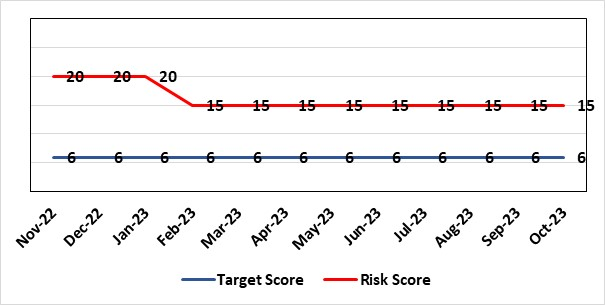 20 20 20
15 15 15 15 15 15 15 15 15
6 6 6 6 6 6 6 6 6 6 6 6
Nov-22 Dec-22 Jan-23 Feb-23 Mar-23 Apr-23 May-23 Jun-23 Jul-23 Aug-23 Sep-23 Oct-23
Target Score Risk Score